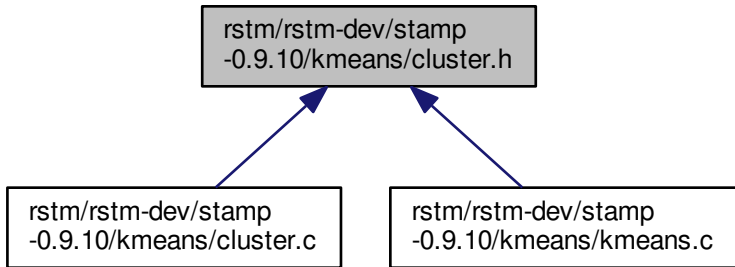 rstm/rstm-dev/stamp
-0.9.10/kmeans/cluster.h
rstm/rstm-dev/stamp
-0.9.10/kmeans/cluster.c
rstm/rstm-dev/stamp
-0.9.10/kmeans/kmeans.c